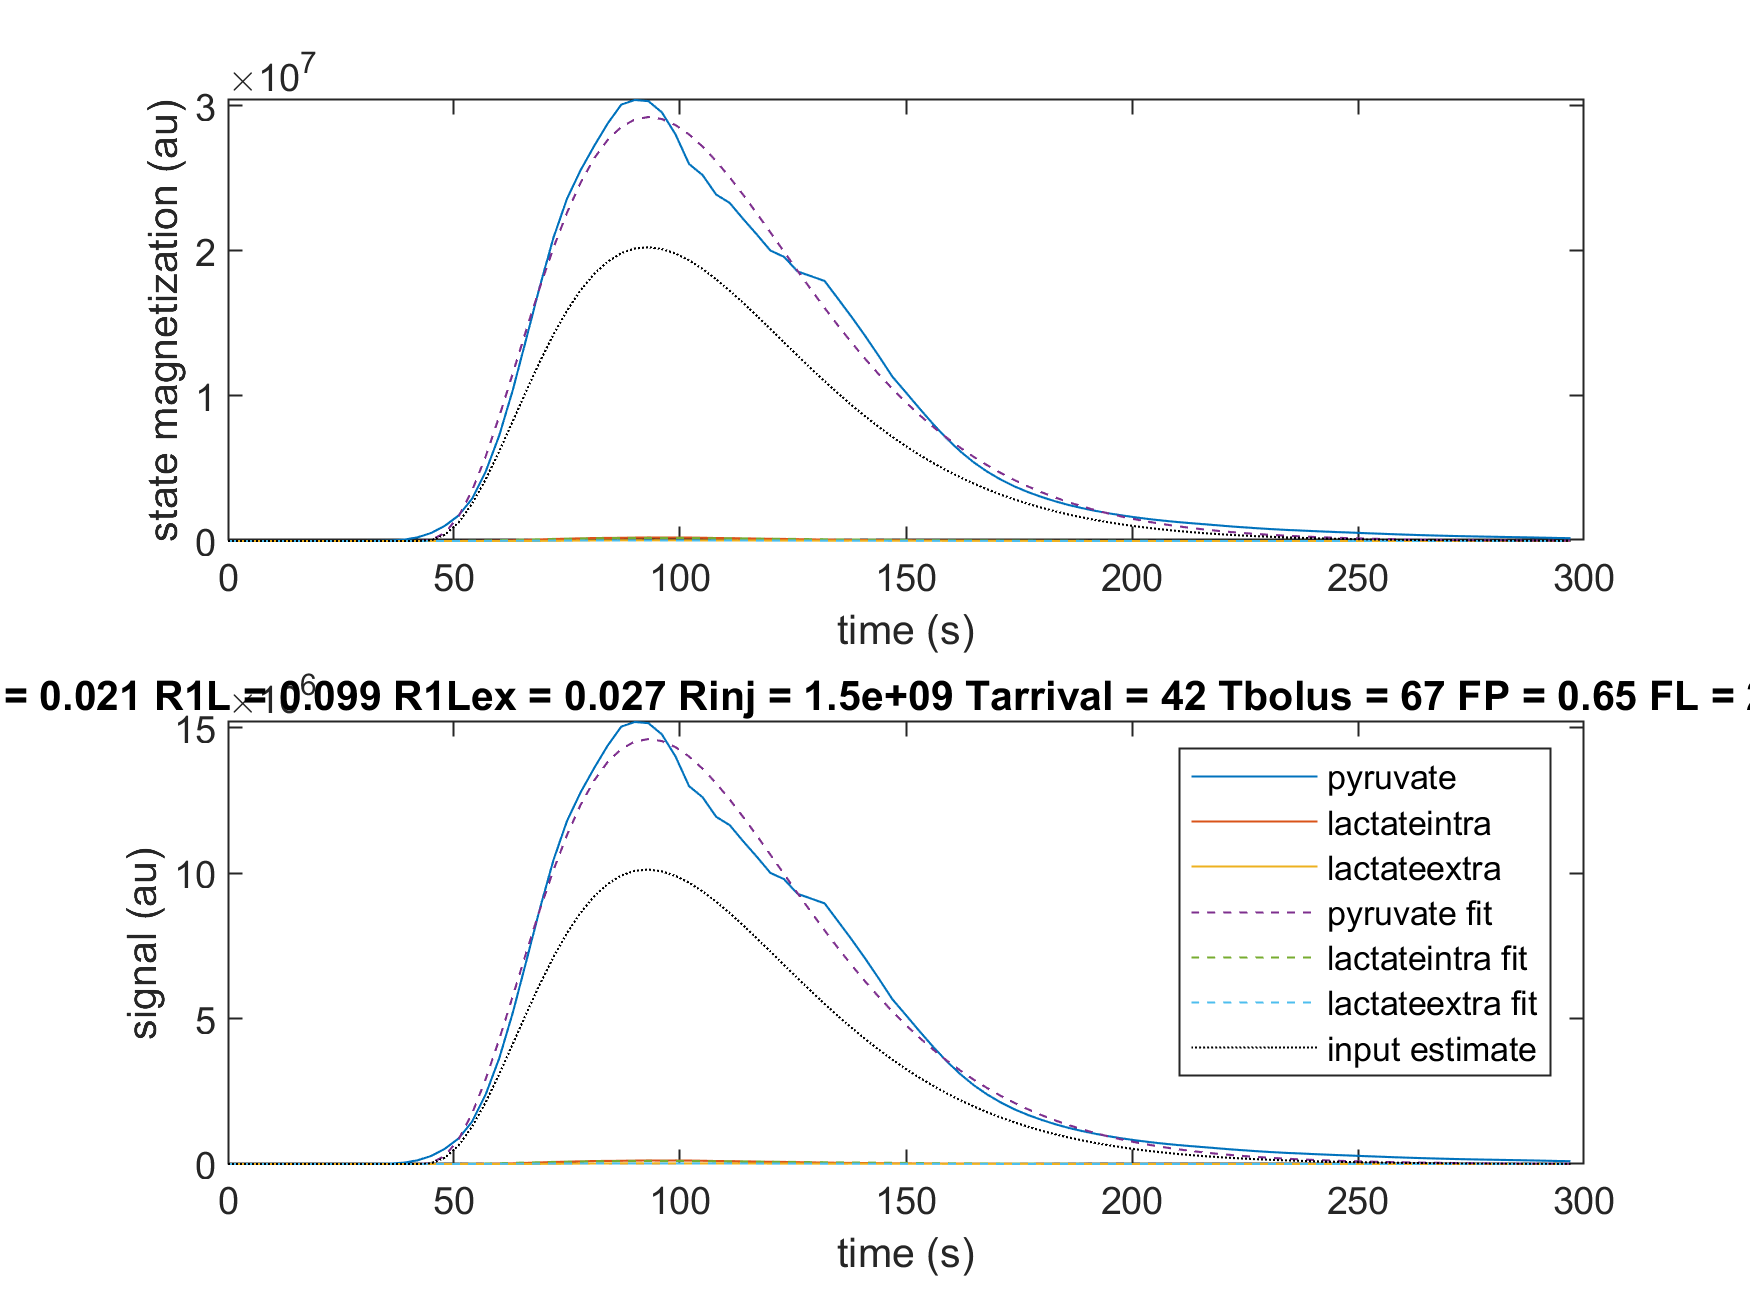 ×10⁷
3
2
1
0
state magnetization (au)
0 50 100 150 200 250 300
time (s)
= 0.021 R1L = 0.099 R1Lex = 0.027 Rinj = 1.5e+09 Tarrival = 42 Tbolus = 67 FP = 0.65 FL =
×10⁶
15
10
5
0
signal (au)
pyruvate
lactateintra
lactateextra
pyruvate fit
lactateintra fit
lactateextra fit
input estimate
0 50 100 150 200 250 300
time (s)